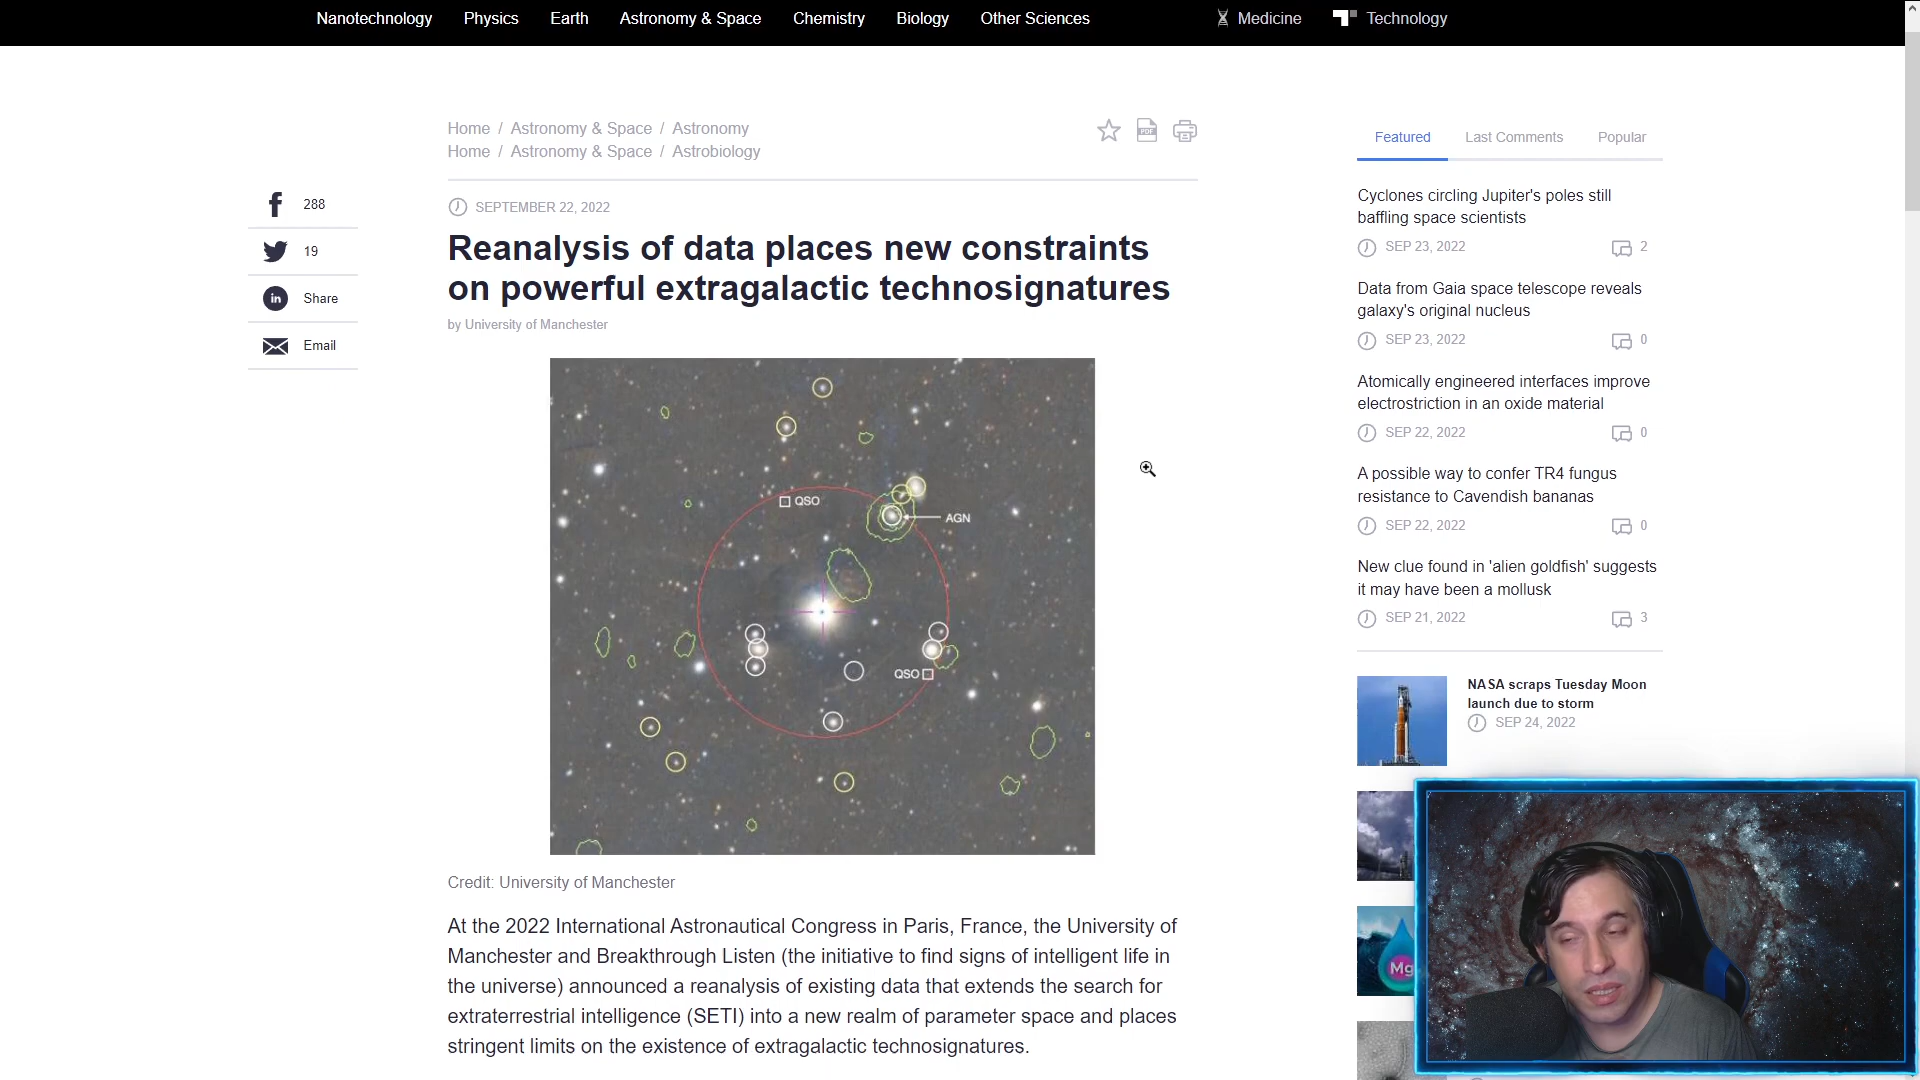 Nanotechnology Physics Earth Astronomy & Space Chemistry Biology Other Sciences Medicine Technology
Home / Astronomy & Space / Astronomy
Home / Astronomy & Space / Astrobiology
PDF
288
19
in Share
Email
SEPTEMBER 22, 2022
Reanalysis of data places new constraints
on powerful extragalactic technosignatures
by University of Manchester
QSO
AGN
QSO
Credit: University of Manchester
At the 2022 International Astronautical Congress in Paris, France, the University of
Manchester and Breakthrough Listen (the initiative to find signs of intelligent life in
the universe) announced a reanalysis of existing data that extends the search for
extraterrestrial intelligence (SETI) into a new realm of parameter space and places
stringent limits on the existence of extragalactic technosignatures.
Featured Last Comments Popular
Cyclones circling Jupiter's poles still
baffling space scientists
SEP 23, 2022 2
Data from Gaia space telescope reveals
galaxy's original nucleus
SEP 23, 2022 0
Atomically engineered interfaces improve
electrostriction in an oxide material
SEP 22, 2022 0
A possible way to confer TR4 fungus
resistance to Cavendish bananas
SEP 22, 2022 0
New clue found in 'alien goldfish' suggests
it may have been a mollusk
SEP 21, 2022 3
NASA scraps Tuesday Moon
launch due to storm
SEP 24, 2022
Mg